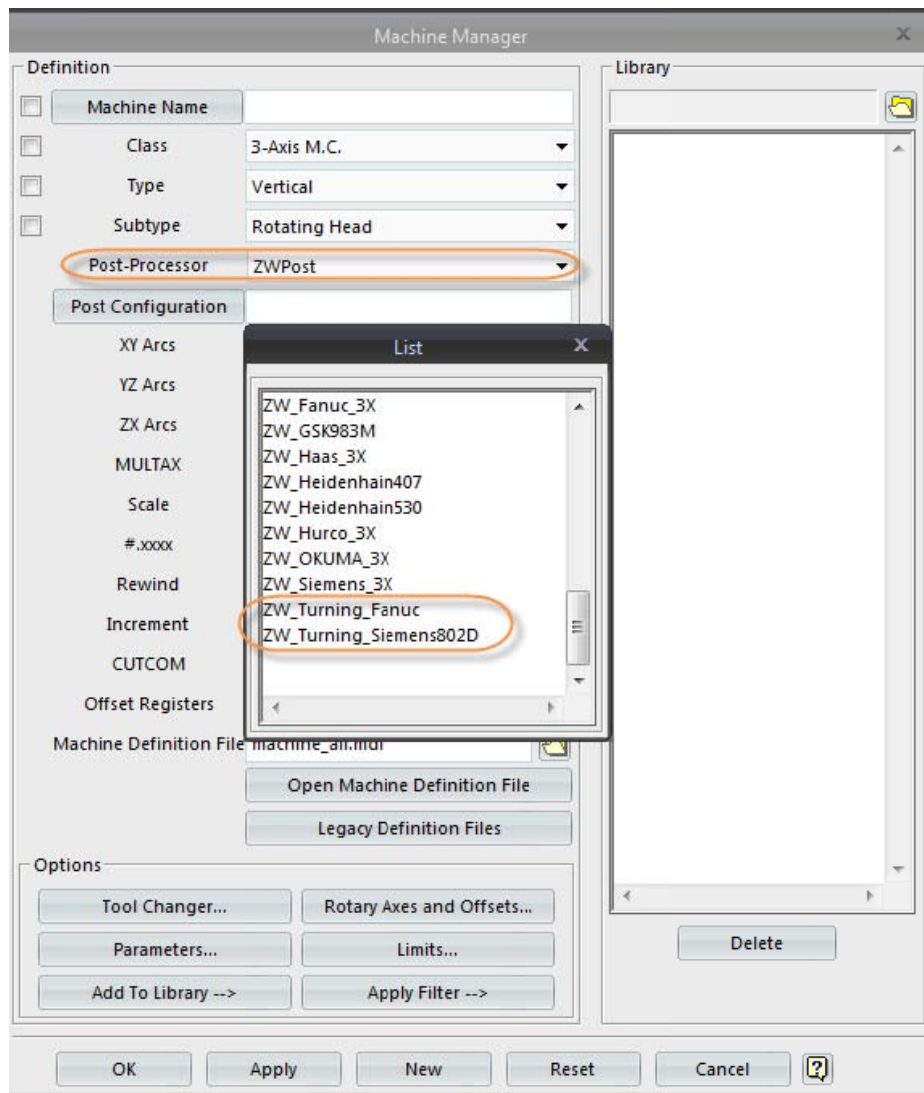 Machine Manager
Definition
Library
Machine Name
Class 3-Axis M.C.
Type Vertical
Subtype Rotating Head
Post-Processor ZWPost
Post Configuration
XY Arcs
YZ Arcs
ZX Arcs
MULTAX
Scale
#.xxxx
Rewind
Increment
CUTCOM
Offset Registers
List
ZW_Fanuc_3X
ZW_GSK983M
ZW_Haas_3X
ZW_Heidenhain407
ZW_Heidenhain530
ZW_Hurco_3X
ZW_OKUMA_3X
ZW_Siemens_3X
ZW_Turning_Fanuc
ZW_Turning_Siemens802D
Machine Definition File machine_all.mdf
Open Machine Definition File
Legacy Definition Files
Options
Tool Changer... Rotary Axes and Offsets...
Parameters... Limits...
Add To Library --> Apply Filter -->
Delete
OK Apply New Reset Cancel